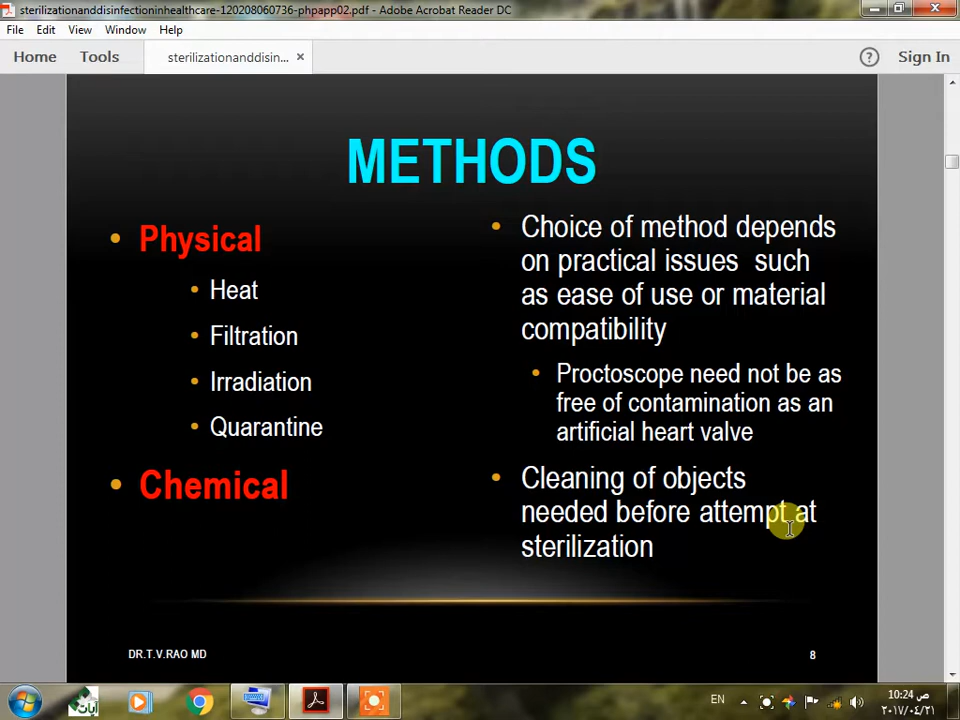 sterilizationanddisinfectioninhealthcare-120208060736-phpapp02.pdf - Adobe Acrobat Reader DC
File Edit View Window Help
Home Tools sterilizationanddisin... × ? Sign In
METHODS
• Physical
• Heat
• Filtration
• Irradiation
• Quarantine
• Chemical
• Choice of method depends
on practical issues such
as ease of use or material
compatibility
• Proctoscope need not be as
free of contamination as an
artificial heart valve
• Cleaning of objects
needed before attempt at
sterilization
DR.T.V.RAO MD
8
آيات
EN
10:24 ص
٢٠١٧/٠٤/٢١